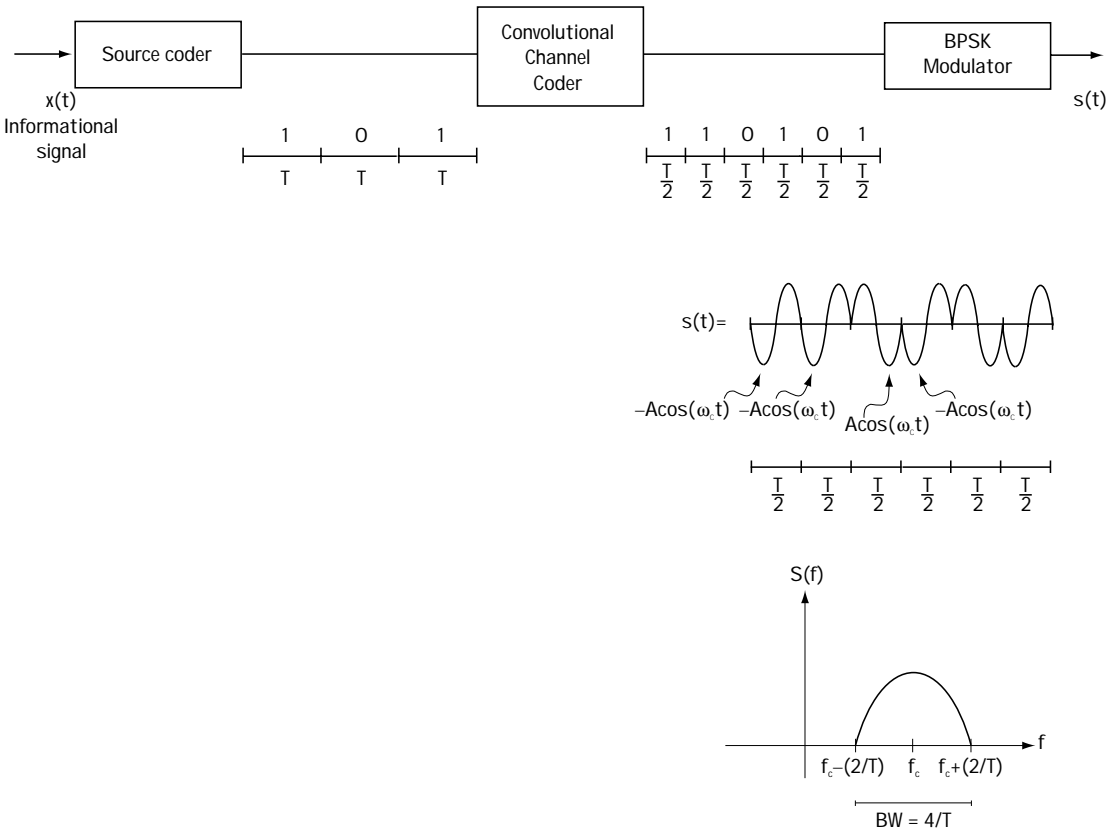 Source coder
Convolutional
Channel
Coder
BPSK
Modulator
x(t)
Informational
signal
s(t)
1 0 1
T T T
1 1 0 1 0 1
T/2 T/2 T/2 T/2 T/2 T/2
s(t)=
–Acos(ω_c t) –Acos(ω_c t) Acos(ω_c t) –Acos(ω_c t)
T/2 T/2 T/2 T/2 T/2 T/2
S(f)
f
f_c–(2/T) f_c f_c+(2/T)
BW = 4/T